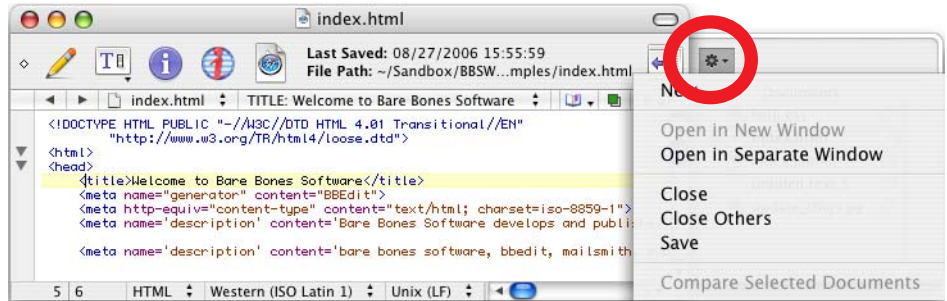 index.html
Last Saved: 08/27/2006 15:55:59
File Path: ~/Sandbox/BBSW...mples/index.html
index.html TITLE: Welcome to Bare Bones Software
<!DOCTYPE HTML PUBLIC "-//W3C//DTD HTML 4.01 Transitional//EN"
"http://www.w3.org/TR/html4/loose.dtd">
<html>
<head>
<title>Welcome to Bare Bones Software</title>
<meta name="generator" content="BBEdit">
<meta http-equiv="content-type" content="text/html; charset=iso-8859-1">
<meta name='description' content='Bare Bones Software develops and publi
<meta name='description' content='bare bones software, bbedit, mailsmith
5 6 HTML Western (ISO Latin 1) Unix (LF)
New
Open in New Window
Open in Separate Window
Close
Close Others
Save
Compare Selected Documents